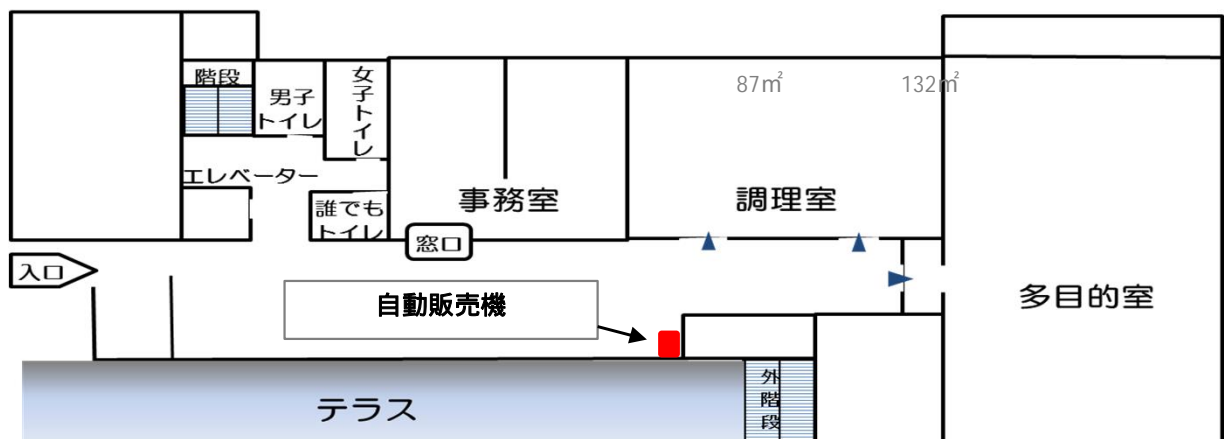 階段
男子
トイレ
女子トイレ
87㎡
132㎡
エレベーター
誰でも
トイレ
事務室
調理室
窓口
入口
自動販売機
多目的室
テラス
外階段